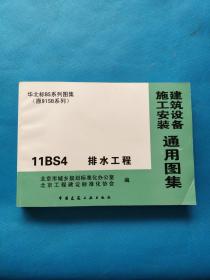 华北标BS系列图集
（原91SB系列）
建筑设备
施工安装
通用图集
11BS4 排水工程
北京市城乡规划标准化办公室
北京工程建设标准化协会
编
中国建筑工业出版社